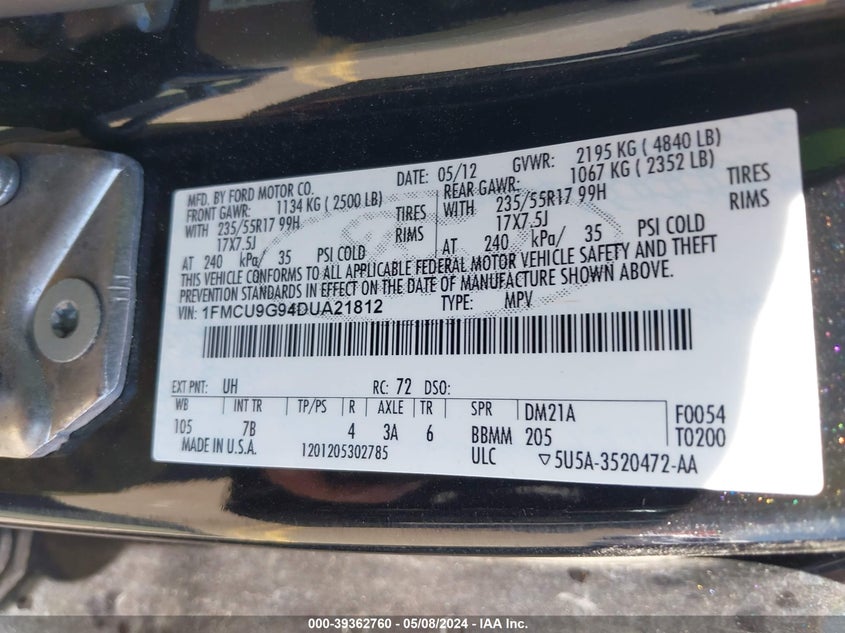 MFD. BY FORD MOTOR CO. DATE: 05/12 GVWR: 2195 KG ( 4840 LB)
FRONT GAWR: 1134 KG ( 2500 LB) REAR GAWR: 1067 KG ( 2352 LB)
WITH 235/55R17 99H TIRES WITH 235/55R17 99H TIRES
17X7.5J RIMS 17X7.5J RIMS
AT 240 kPa/ 35 PSI COLD AT 240 kPa/ 35 PSI COLD
THIS VEHICLE CONFORMS TO ALL APPLICABLE FEDERAL MOTOR VEHICLE SAFETY AND THEFT
PREVENTION STANDARDS IN EFFECT ON THE DATE OF MANUFACTURE SHOWN ABOVE.
VIN: 1FMCU9G94DUA21812 TYPE: MPV
EXT PNT: UH RC: 72 DSO:
WB INT TR TP/PS R AXLE TR SPR DM21A F0054
105 7B 4 3A 6 BBMM 205 T0200
MADE IN U.S.A. 1201205302785 ULC ▽5U5A-3520472-AA
000-39362760 - 05/08/2024 - IAA Inc.